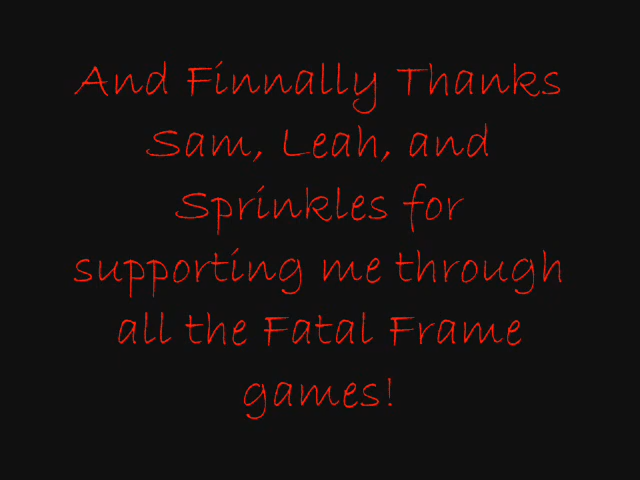 And Finnally Thanks
Sam, Leah, and
Sprinkles for
supporting me through
all the Fatal Frame
games!